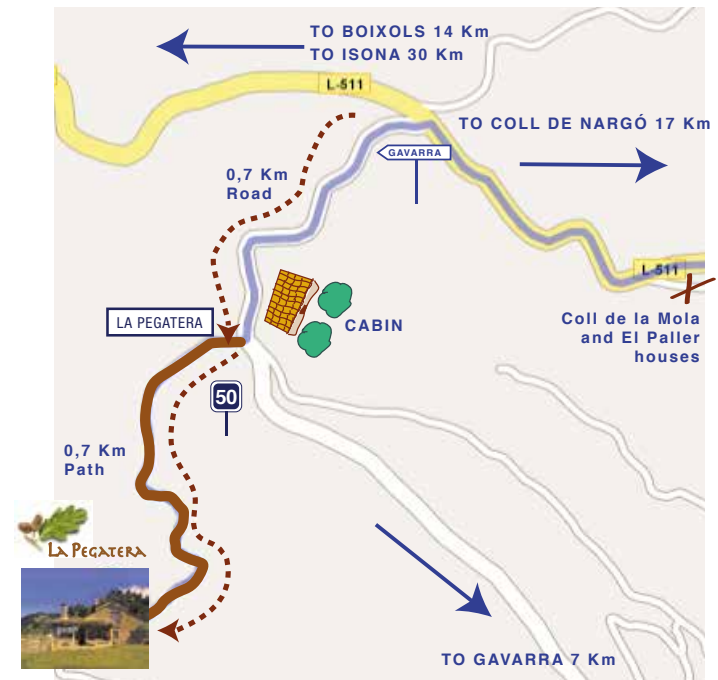 TO BOIXOLS 14 Km
TO ISONA 30 Km
L-511
TO COLL DE NARGÓ 17 Km
GAVARRA
0,7 Km
Road
L-511
LA PEGATERA
CABIN
Coll de la Mola
and El Paller
houses
50
0,7 Km
Path
LA PEGATERA
TO GAVARRA 7 Km